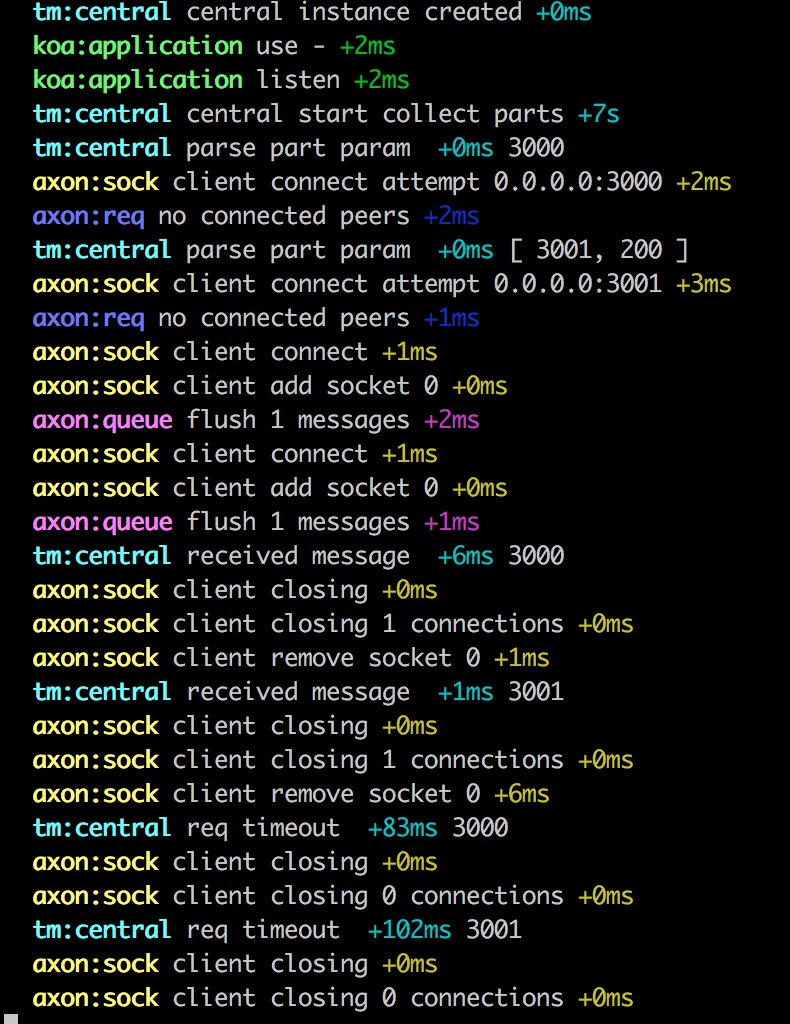 tm:central central instance created +0ms
koa:application use - +2ms
koa:application listen +2ms
tm:central central start collect parts +7s
tm:central parse part param  +0ms 3000
axon:sock client connect attempt 0.0.0.0:3000 +2ms
axon:req no connected peers +2ms
tm:central parse part param  +0ms [ 3001, 200 ]
axon:sock client connect attempt 0.0.0.0:3001 +3ms
axon:req no connected peers +1ms
axon:sock client connect +1ms
axon:sock client add socket 0 +0ms
axon:queue flush 1 messages +2ms
axon:sock client connect +1ms
axon:sock client add socket 0 +0ms
axon:queue flush 1 messages +1ms
tm:central received message  +6ms 3000
axon:sock client closing +0ms
axon:sock client closing 1 connections +0ms
axon:sock client remove socket 0 +1ms
tm:central received message  +1ms 3001
axon:sock client closing +0ms
axon:sock client closing 1 connections +0ms
axon:sock client remove socket 0 +6ms
tm:central req timeout  +83ms 3000
axon:sock client closing +0ms
axon:sock client closing 0 connections +0ms
tm:central req timeout  +102ms 3001
axon:sock client closing +0ms
axon:sock client closing 0 connections +0ms